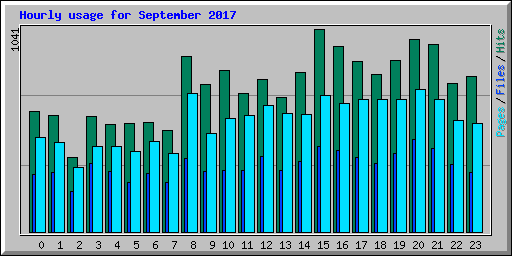 Hourly usage for September 2017
1041
Pages / Files / Hits
0 1 2 3 4 5 6 7 8 9 10 11 12 13 14 15 16 17 18 19 20 21 22 23